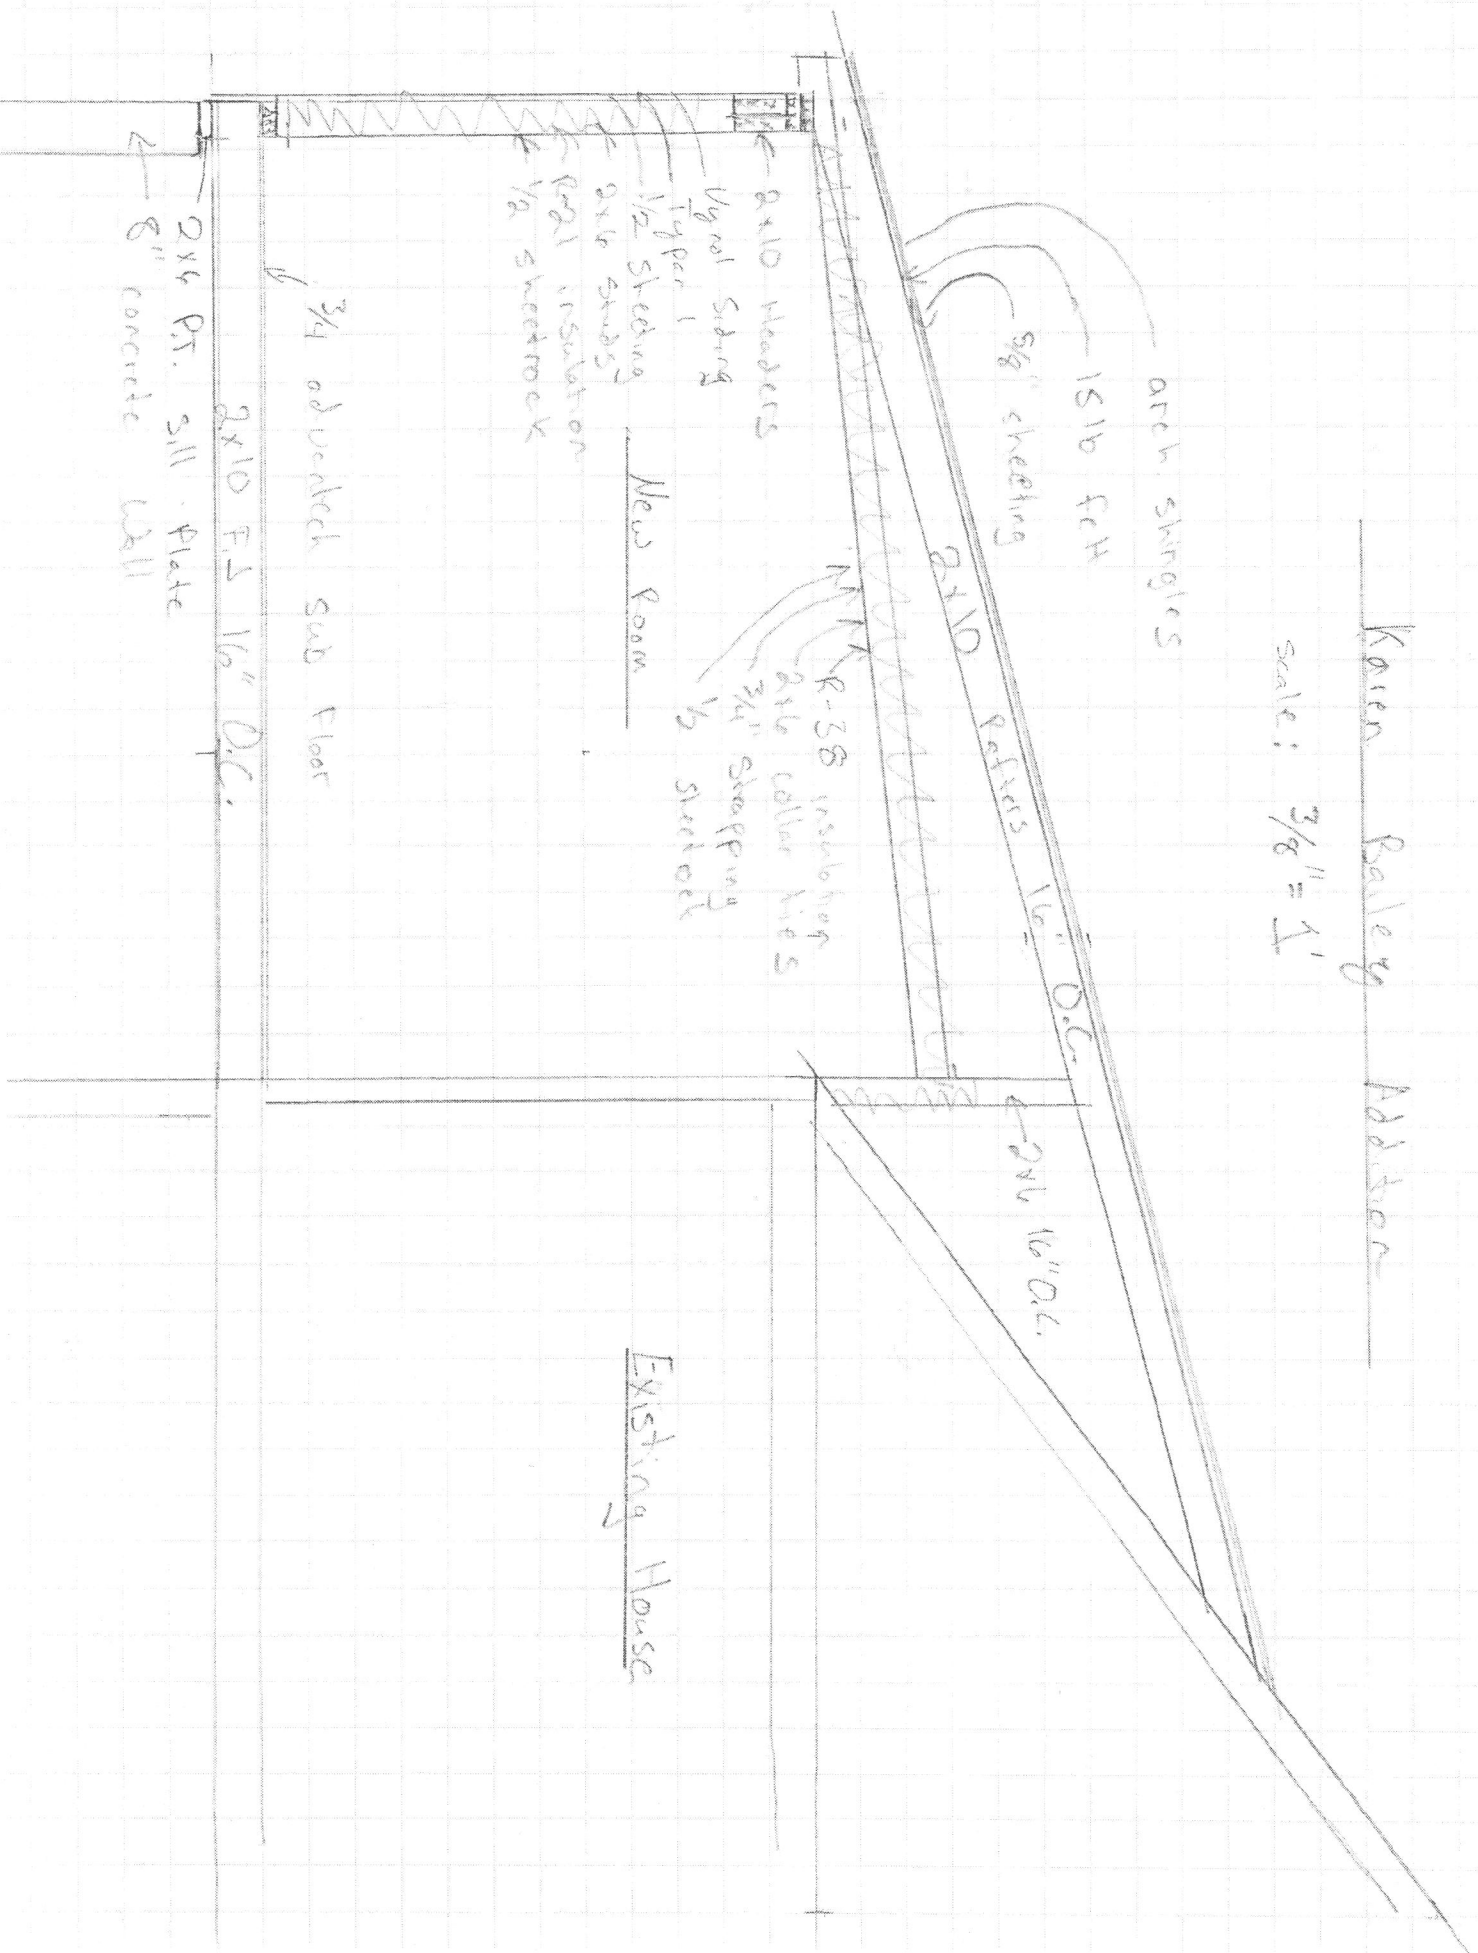 Karen Bailey Addition
scale: 3/8" = 1'
arch shingles
15 lb felt
5/8" sheeting
2x10 Rafters 16" O.C.
2x6 16" O.C.
2x10 Headers
Vynal Siding
Typar
1/2 Sheeting
2x6 Studs
R-21 insulation
1/2 sheetrock
R-38 insulation
2x6 collar ties
3/4" Strapping
1/2 sheetrock
New Room
Existing House
3/4 adventech sub floor
2x10 F.J 16" O.C.
2x6 P.T. Sill Plate
8" concrete wall